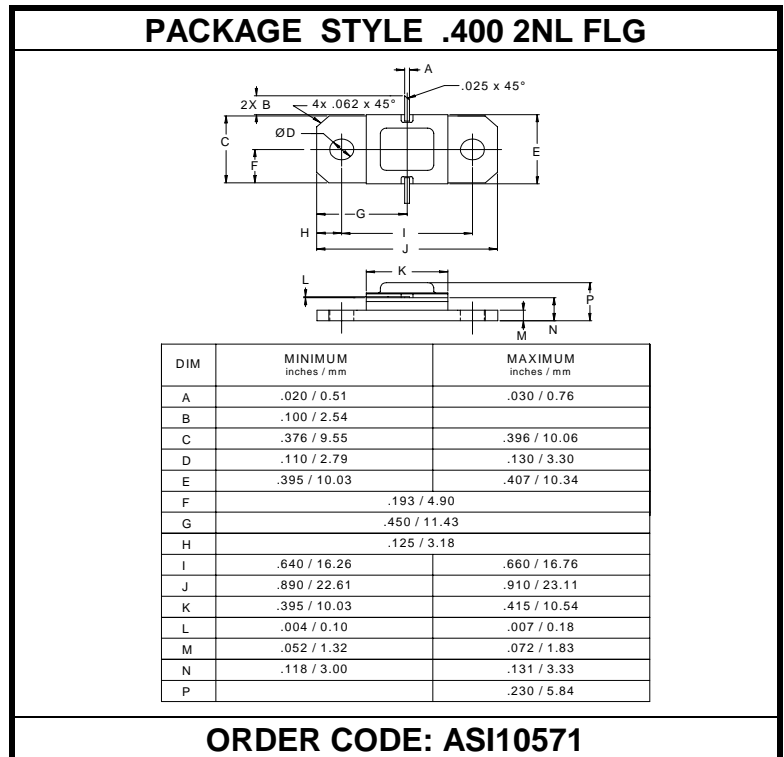 PACKAGE STYLE .400 2NL FLG
A
.025 x 45°
2X B
4x .062 x 45°
C
ØD
F
E
G
H
I
J
K
L
P
N
M
DIM MINIMUM inches / mm MAXIMUM inches / mm
A .020 / 0.51 .030 / 0.76
B .100 / 2.54
C .376 / 9.55 .396 / 10.06
D .110 / 2.79 .130 / 3.30
E .395 / 10.03 .407 / 10.34
F .193 / 4.90
G .450 / 11.43
H .125 / 3.18
I .640 / 16.26 .660 / 16.76
J .890 / 22.61 .910 / 23.11
K .395 / 10.03 .415 / 10.54
L .004 / 0.10 .007 / 0.18
M .052 / 1.32 .072 / 1.83
N .118 / 3.00 .131 / 3.33
P .230 / 5.84
ORDER CODE: ASI10571